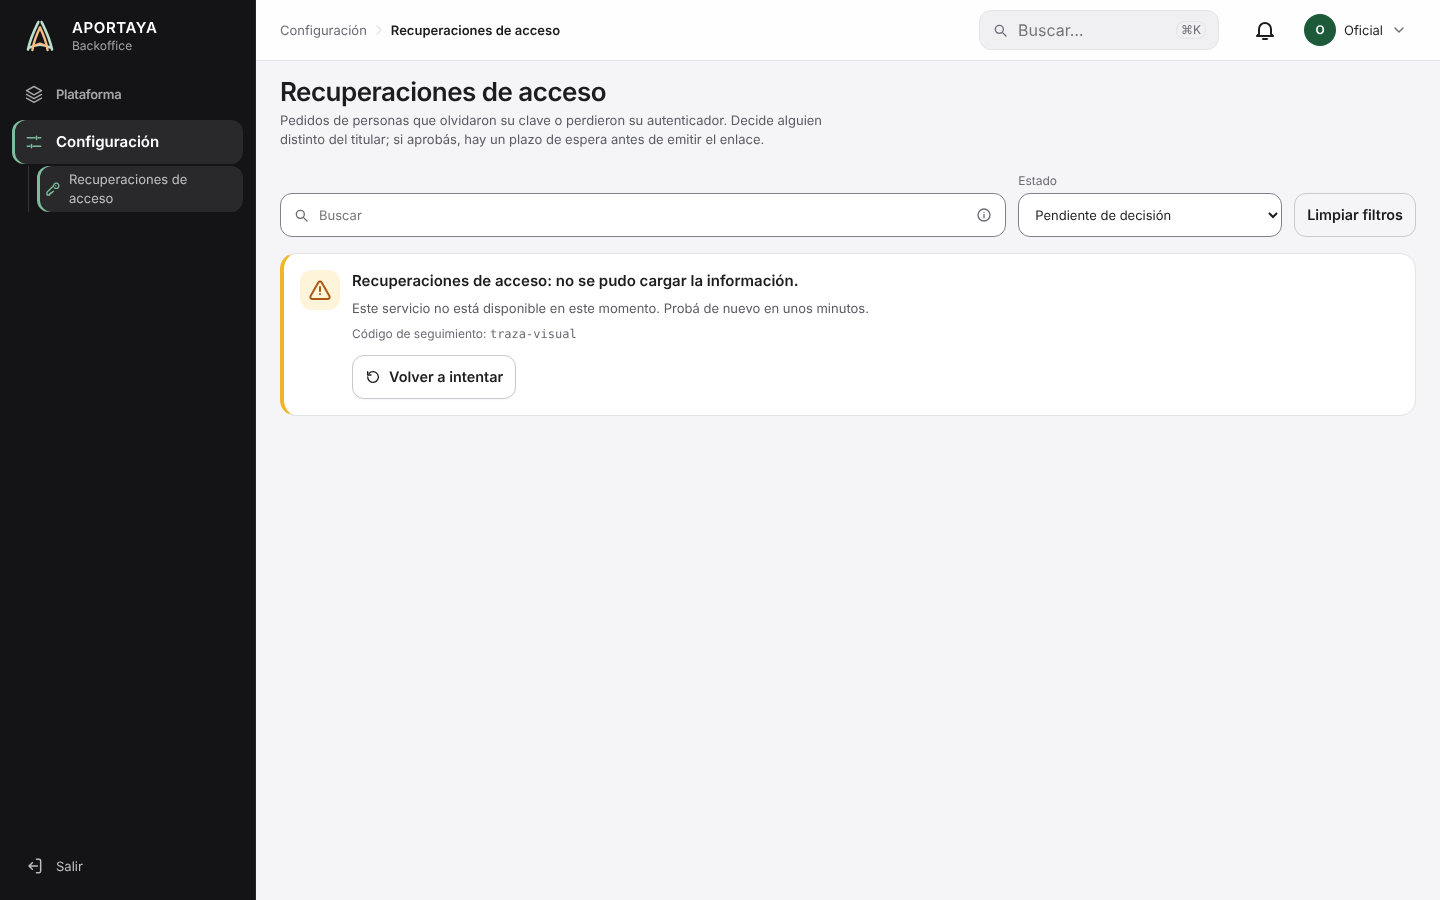 APORTAYA
Backoffice
Plataforma
Configuración
Recuperaciones de
acceso
Salir
Configuración
Recuperaciones de acceso
Buscar...
⌘K
O
Oficial
Recuperaciones de acceso
Pedidos de personas que olvidaron su clave o perdieron su autenticador. Decide alguien
distinto del titular; si aprobás, hay un plazo de espera antes de emitir el enlace.
Buscar
Estado
Pendiente de decisión
Limpiar filtros
Recuperaciones de acceso: no se pudo cargar la información.
Este servicio no está disponible en este momento. Probá de nuevo en unos minutos.
Código de seguimiento: traza-visual
Volver a intentar